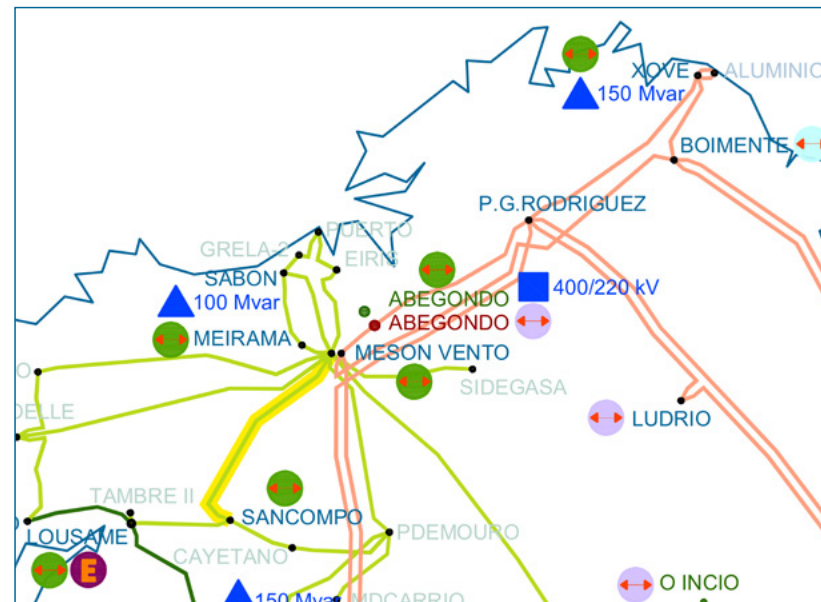 XOVE
ALUMINIO
150 Mvar
BOIMENTE
P.G.RODRIGUEZ
PUERTO
GRELA-2
EIRIS
SABON
400/220 kV
100 Mvar
ABEGONDO
ABEGONDO
MEIRAMA
MESON VENTO
SIDEGASA
LUDRIO
TAMBRE II
SANCOMPO
LOUSAME
PDEMOURO
CAYETANO
E
O INCIO
150 Mvar
MDCARRIO